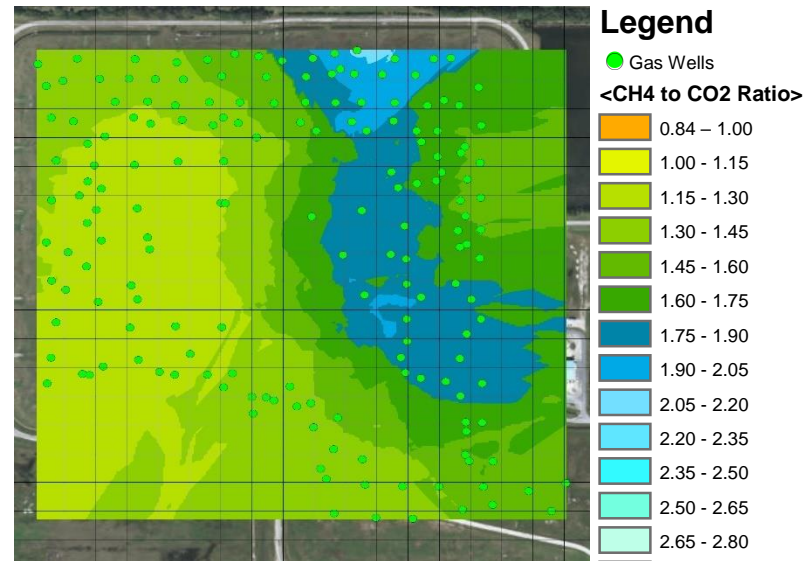 Legend
Gas Wells
<CH4 to CO2 Ratio>
0.84 – 1.00
1.00 - 1.15
1.15 - 1.30
1.30 - 1.45
1.45 - 1.60
1.60 - 1.75
1.75 - 1.90
1.90 - 2.05
2.05 - 2.20
2.20 - 2.35
2.35 - 2.50
2.50 - 2.65
2.65 - 2.80